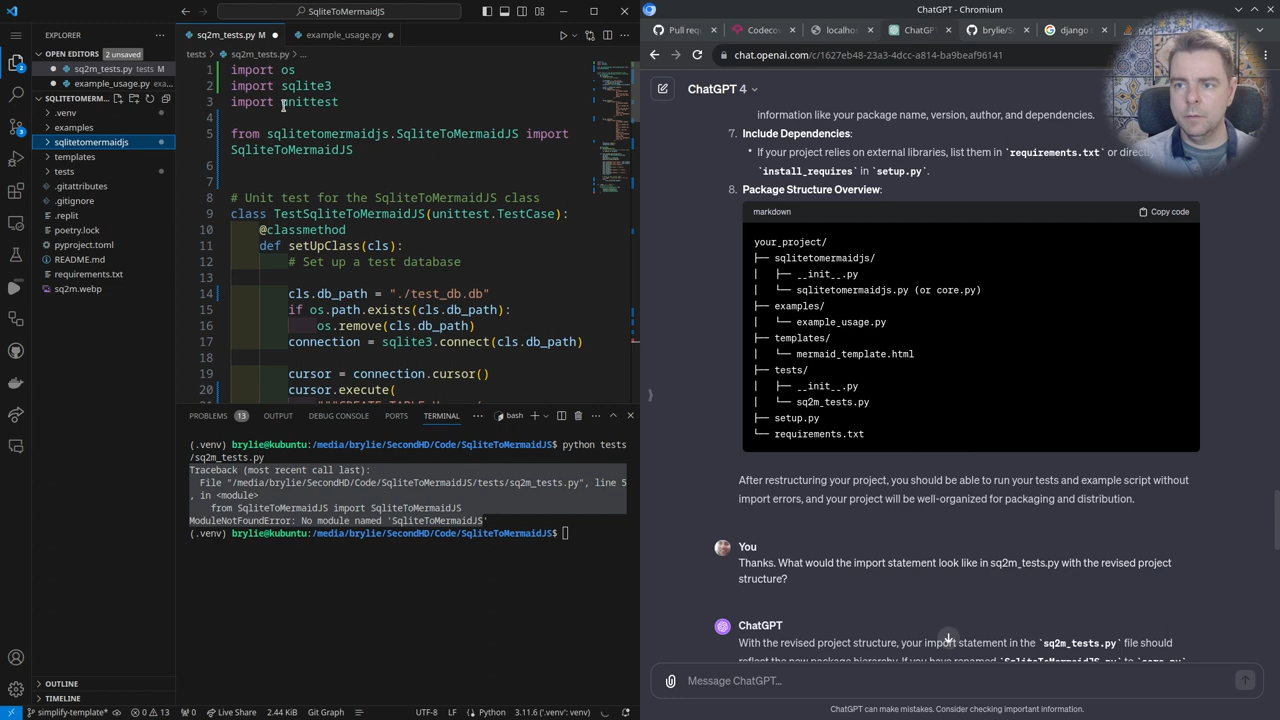 SqliteToMermaidJS
ChatGPT - Chromium
EXPLORER
sq2m_tests.py M
example_usage.py
Pull req
Codecov
localhos
ChatGP
brylie/S
django
OPEN EDITORS
2 unsaved
tests > sq2m_tests.py > ...
chat.openai.com/c/1627eb48-23a3-4dcc-a814-ba9beaf96141
sq2m_tests.py tests M
example_usage.py exa...
SQLITETOMERM...
.venv
examples
sqlitetomermaidjs
templates
tests
.gitattributes
.gitignore
.replit
poetry.lock
pyproject.toml
README.md
requirements.txt
sq2m.webp
OUTLINE
TIMELINE
1 import os
2 import sqlite3
3 import unittest
4
5 from sqlitetomermaidjs.SqliteToMermaidJS import
SqliteToMermaidJS
6
7
8 # Unit test for the SqliteToMermaidJS class
9 class TestSqliteToMermaidJS(unittest.TestCase):
10 @classmethod
11 def setUpClass(cls):
12 # Set up a test database
13
14 cls.db_path = "./test_db.db"
15 if os.path.exists(cls.db_path):
16 os.remove(cls.db_path)
17 connection = sqlite3.connect(cls.db_path)
18
19 cursor = connection.cursor()
20 cursor.execute(
PROBLEMS 13 OUTPUT DEBUG CONSOLE PORTS TERMINAL ... bash
(.venv) brylie@kubuntu:/media/brylie/SecondHD/Code/SqliteToMermaidJS$ python tests
/sq2m_tests.py
Traceback (most recent call last):
File "/media/brylie/SecondHD/Code/SqliteToMermaidJS/tests/sq2m_tests.py", line 5
, in <module>
from SqliteToMermaidJS import SqliteToMermaidJS
ModuleNotFoundError: No module named 'SqliteToMermaidJS'
(.venv) brylie@kubuntu:/media/brylie/SecondHD/Code/SqliteToMermaidJS$
simplify-template* 0 13 0 Live Share 2.44 KiB Git Graph UTF-8 LF Python 3.11.6 ('.venv': venv)
ChatGPT 4
information like your package name, version, author, and dependencies.
7. Include Dependencies:
• If your project relies on external libraries, list them in `requirements.txt` or directly
`install_requires` in `setup.py`.
8. Package Structure Overview:
markdown
Copy code
your_project/
├── sqlitetomermaidjs/
│ ├── __init__.py
│ └── sqlitetomermaidjs.py (or core.py)
├── examples/
│ └── example_usage.py
├── templates/
│ └── mermaid_template.html
├── tests/
│ ├── __init__.py
│ └── sq2m_tests.py
├── setup.py
└── requirements.txt
After restructuring your project, you should be able to run your tests and example script without
import errors, and your project will be well-organized for packaging and distribution.
You
Thanks. What would the import statement look like in sq2m_tests.py with the revised project
structure?
ChatGPT
With the revised project structure, your import statement in the `sq2m_tests.py` file should
reflect the new package hierarchy. If you have renamed `SqliteToMermaidJS.py` to `core.py`
Message ChatGPT...
ChatGPT can make mistakes. Consider checking important information.